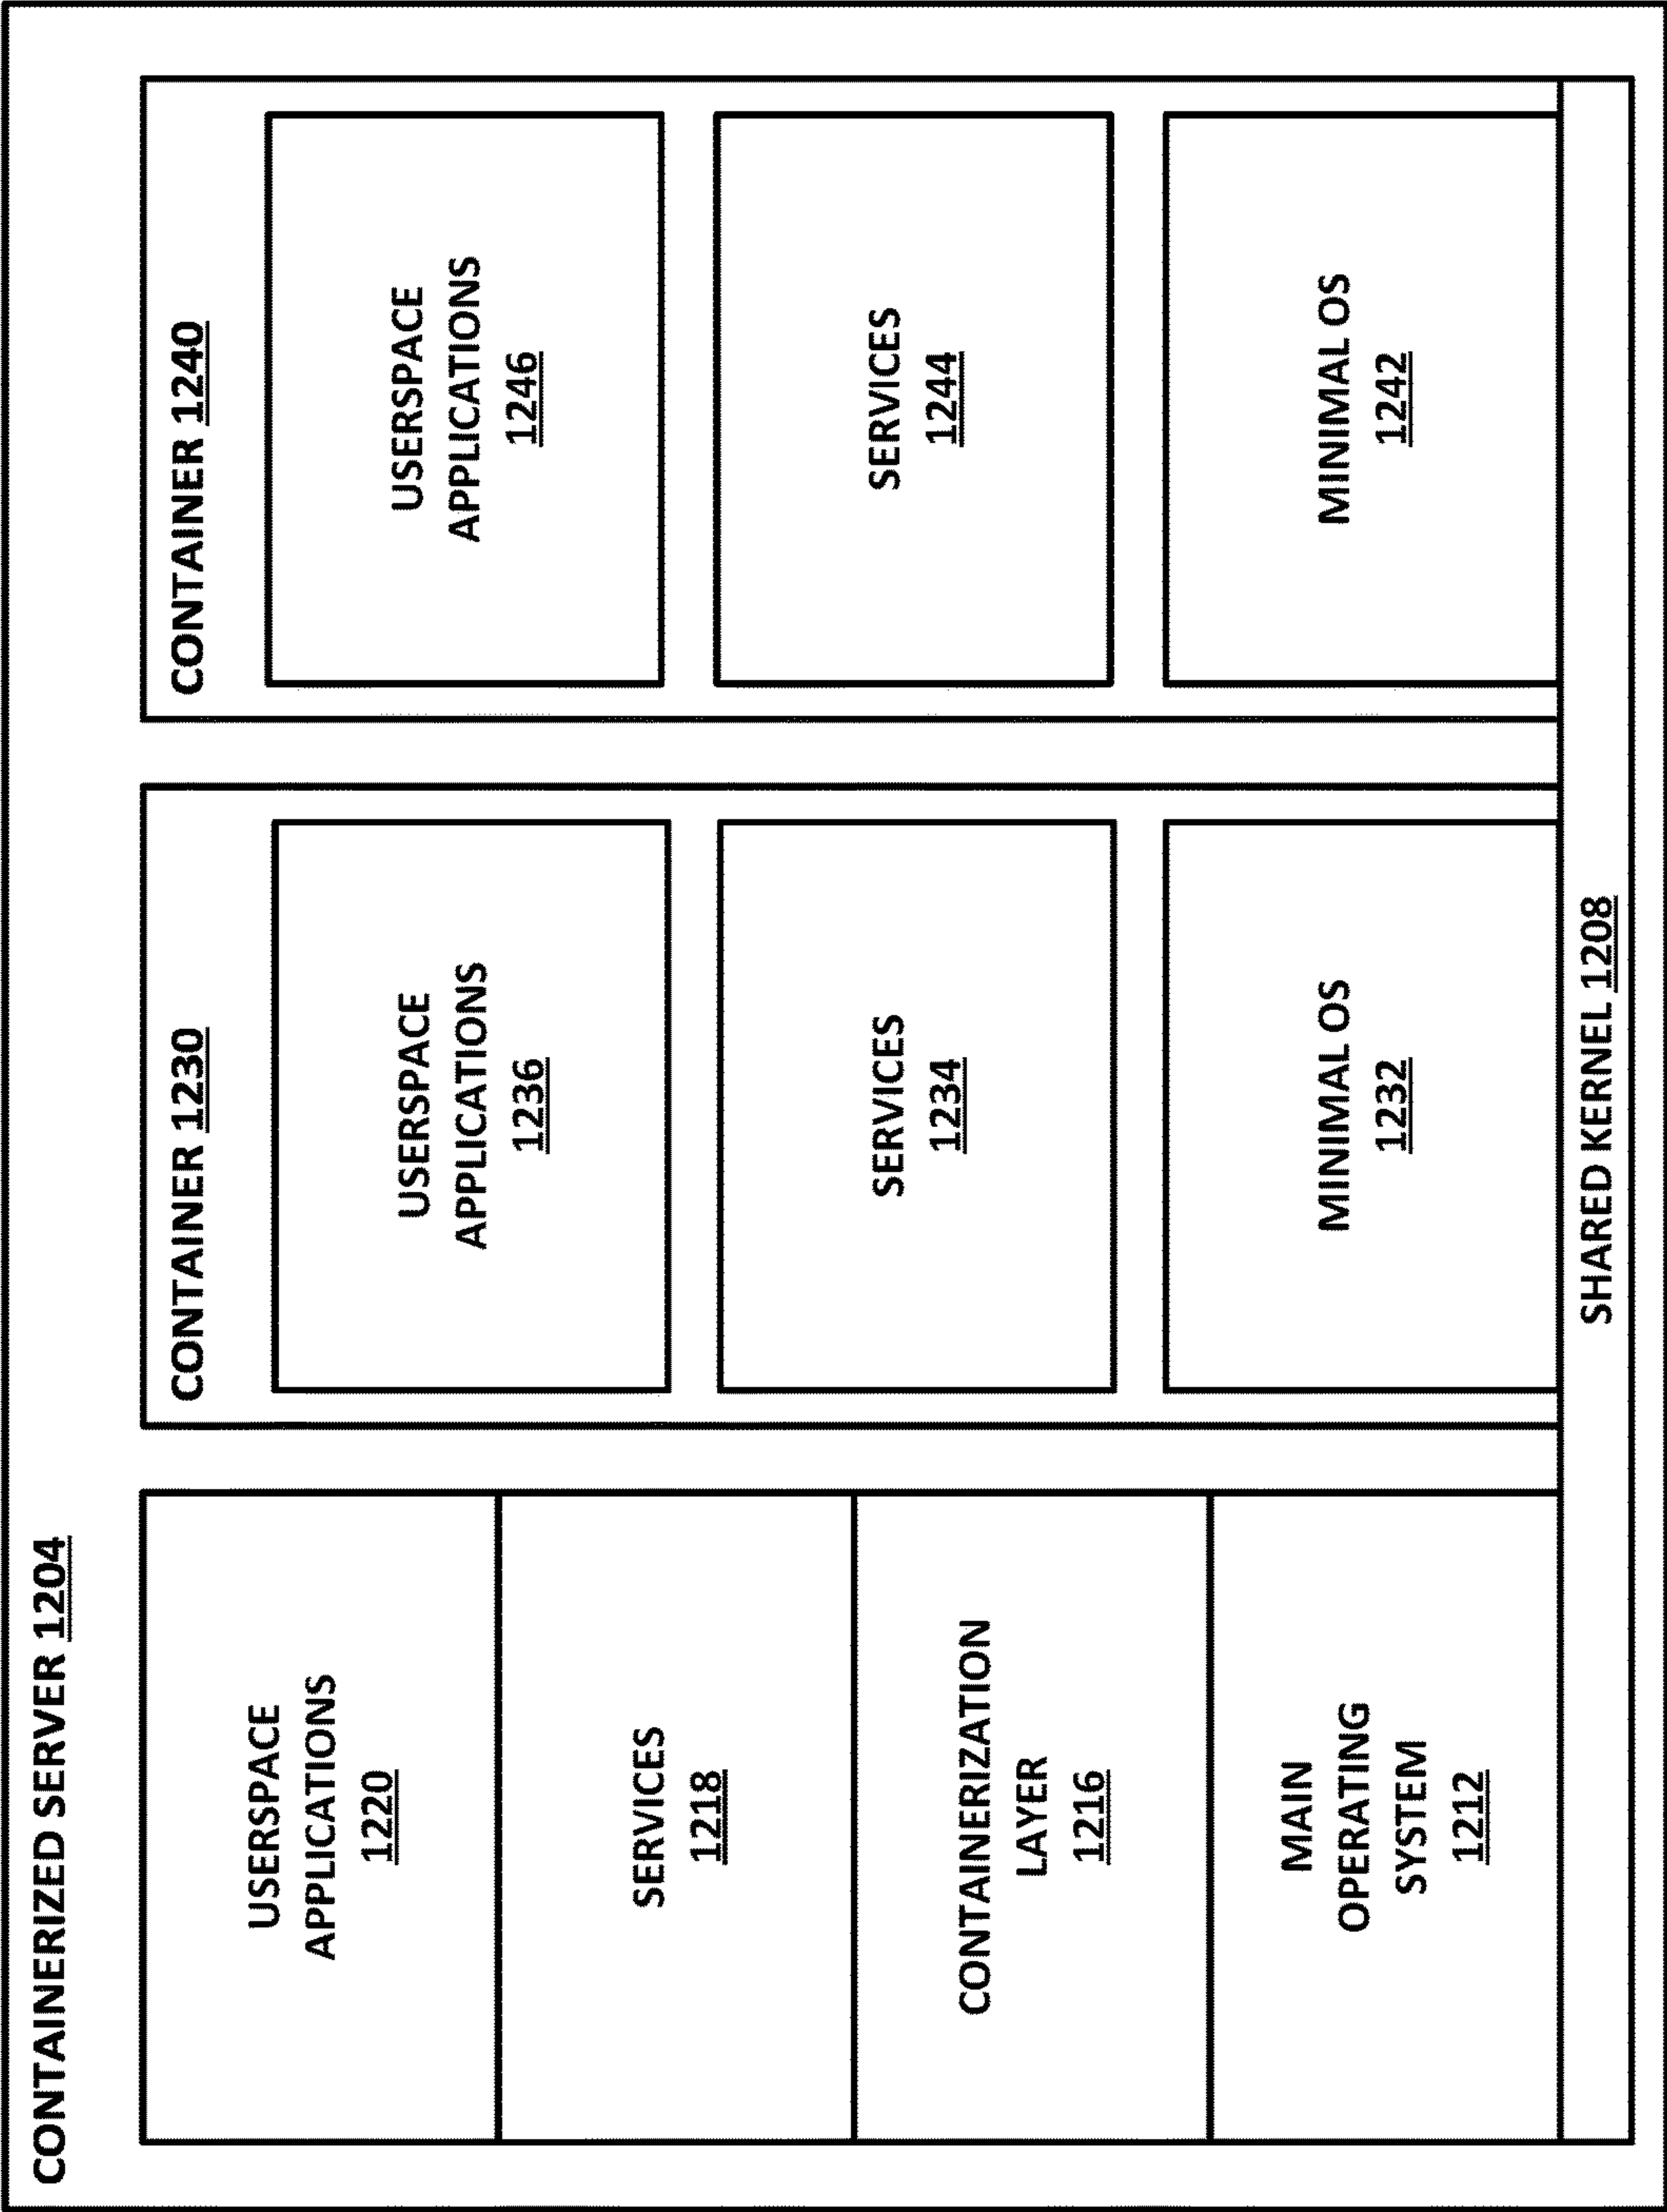 CONTAINERIZED SERVER 1204
USERSPACE
APPLICATIONS
1220
SERVICES
1218
CONTAINERIZATION
LAYER
1216
MAIN
OPERATING
SYSTEM
1212
CONTAINER 1230
USERSPACE
APPLICATIONS
1236
SERVICES
1234
MINIMAL OS
1232
CONTAINER 1240
USERSPACE
APPLICATIONS
1246
SERVICES
1244
MINIMAL OS
1242
SHARED KERNEL 1208